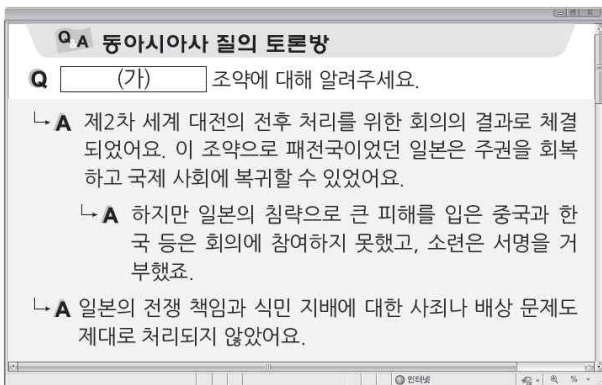 Q A 동아시아사 질의 토론방
Q (가) 조약에 대해 알려주세요.
A 제2차 세계 대전의 전후 처리를 위한 회의의 결과로 체결
되었어요. 이 조약으로 패전국이었던 일본은 주권을 회복
하고 국제 사회에 복귀할 수 있었어요.
A 하지만 일본의 침략으로 큰 피해를 입은 중국과 한
국 등은 회의에 참여하지 못했고, 소련은 서명을 거
부했죠.
A 일본의 전쟁 책임과 식민 지배에 대한 사죄나 배상 문제도
제대로 처리되지 않았어요.
인터넷 %